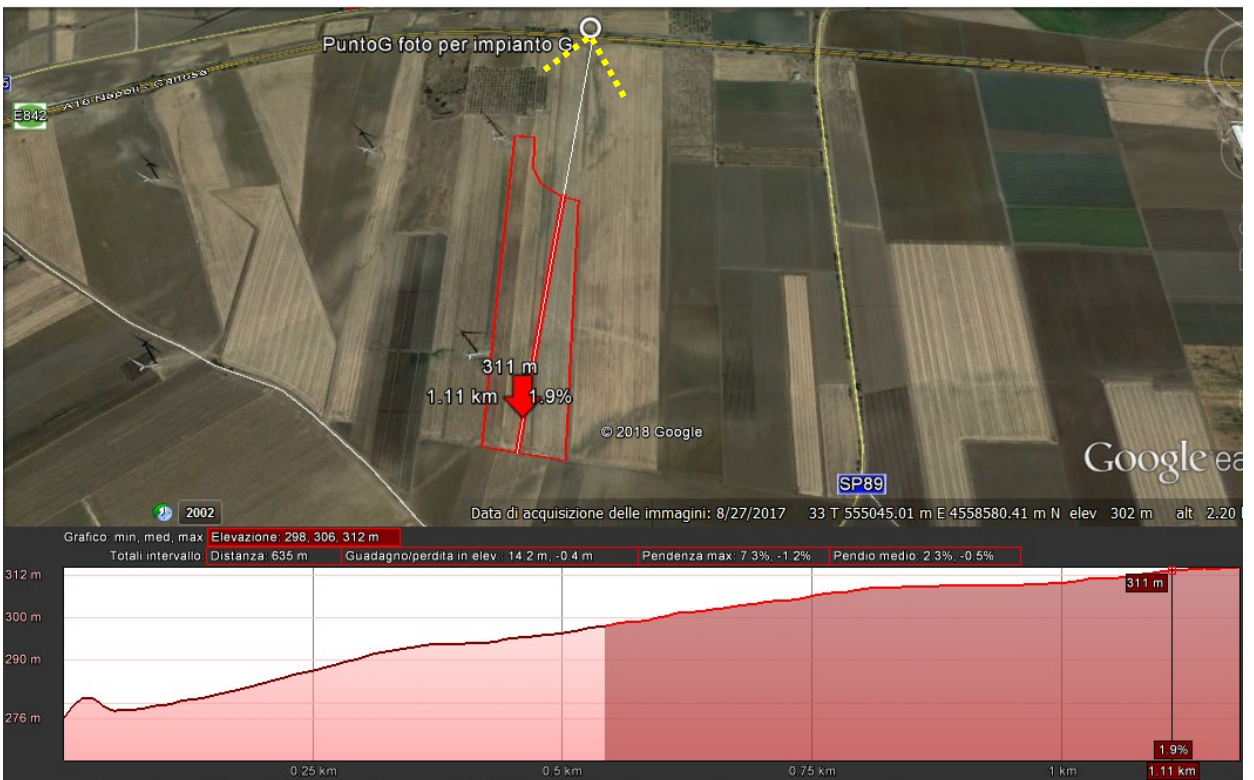 PuntoG foto per impianto G
5
E842
A16 Napoli - Canosa
311 m
1.11 km 1.9%
© 2018 Google
Google ea
SP89
2002
Data di acquisizione delle immagini: 8/27/2017 33 T 555045.01 m E 4558580.41 m N elev 302 m alt 2.20
Grafico: min, med, max Elevazione: 298, 306, 312 m
Totali intervallo: Distanza: 635 m Guadagno/perdita in elev.: 14.2 m, -0.4 m Pendenza max: 7.3%, -1.2% Pendio medio: 2.3%, -0.5%
312 m
311 m
300 m
290 m
276 m
1.9%
0.25 km 0.5 km 0.75 km 1 km 1.11 km